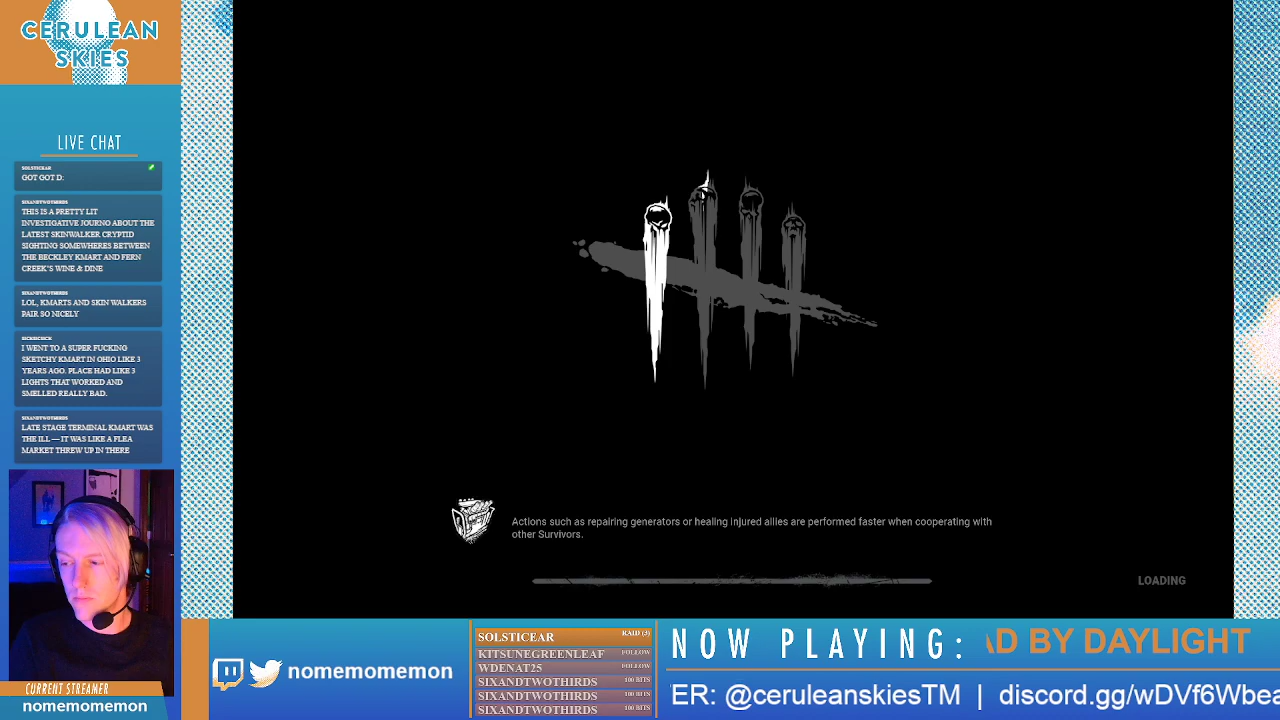 CERULEAN
SKIES
LIVE CHAT
SOLSTICEAR
GOT GOT D:
SIXANDTWOTHIRDS
THIS IS A PRETTY LIT
INVESTIGATIVE JOURNO ABOUT THE
LATEST SKINWALKER CRYPTID
SIGHTING SOMEWHERES BETWEEN
THE BECKLEY KMART AND FERN
CREEK'S WINE & DINE
SIXANDTWOTHIRDS
LOL, KMARTS AND SKIN WALKERS
PAIR SO NICELY
I WENT TO A SUPER FUCKING
SKETCHY KMART IN OHIO LIKE 3
YEARS AGO. PLACE HAD LIKE 3
LIGHTS THAT WORKED AND
SMELLED REALLY BAD.
SIXANDTWOTHIRDS
LATE STAGE TERMINAL KMART WAS
THE ILL — IT WAS LIKE A FLEA
MARKET THREW UP IN THERE
Actions such as repairing generators or healing injured allies are performed faster when cooperating with
other Survivors.
LOADING
CURRENT STREAMER
nomemomemon
nomemomemon
SOLSTICEAR RAID (3)
KITSUNEGREENLEAF FOLLOW
WDENAT25 FOLLOW
SIXANDTWOTHIRDS 100 BITS
SIXANDTWOTHIRDS 100 BITS
SIXANDTWOTHIRDS 100 BITS
NOW PLAYING: AD BY DAYLIGHT
ER: @ceruleanskiesTM | discord.gg/wDVf6Wbea